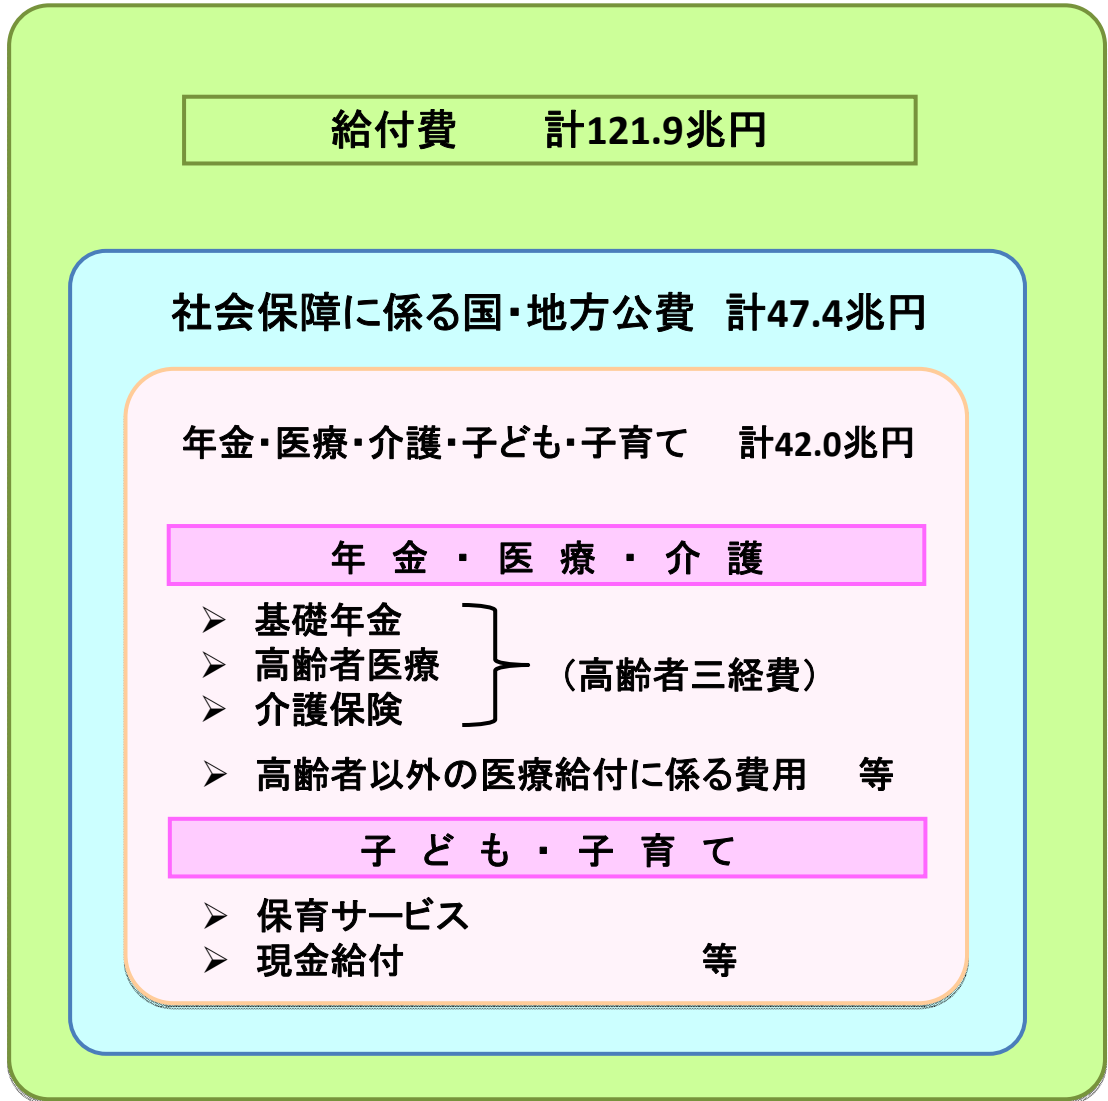 給付費　計121.9兆円
社会保障に係る国・地方公費　計47.4兆円
年金・医療・介護・子ども・子育て　計42.0兆円
年金・医療・介護
➢ 基礎年金
➢ 高齢者医療
➢ 介護保険
（高齢者三経費）
➢ 高齢者以外の医療給付に係る費用　等
子ども・子育て
➢ 保育サービス
➢ 現金給付　等